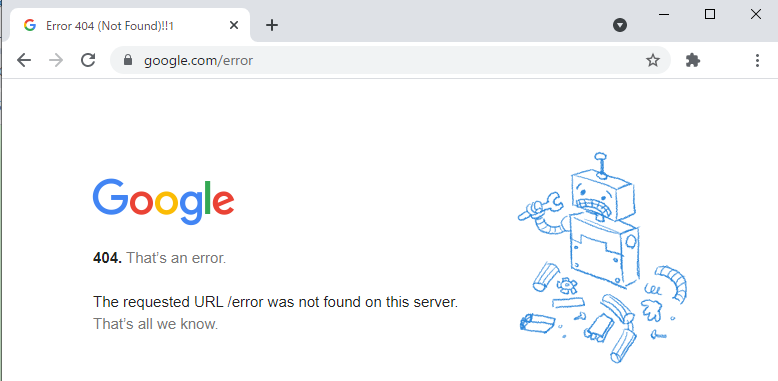 Error 404 (Not Found)!!1
google.com/error
Google
404. That’s an error.
The requested URL /error was not found on this server.
That’s all we know.